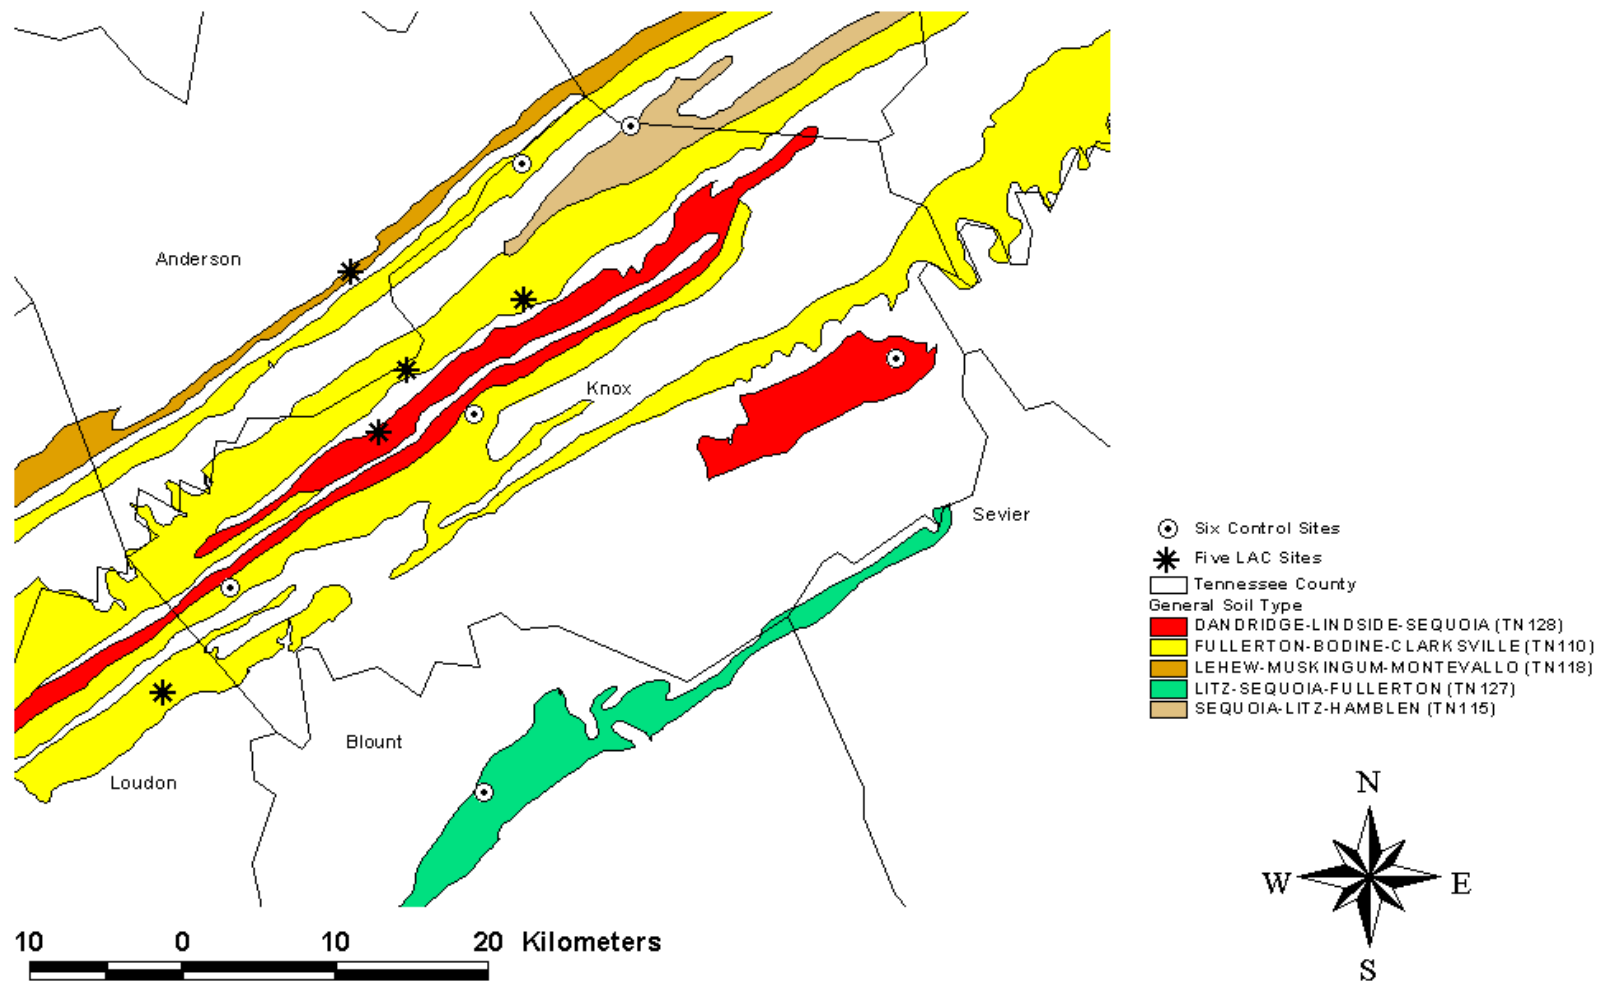 Anderson
Knox
Sevier
Blount
Loudon
Six Control Sites
Five LAC Sites
Tennessee County
General Soil Type
DANDRIDGE-LINDSIDE-SEQUOIA (TN128)
FULLERTON-BODINE-CLARKSVILLE (TN110)
LEHEW-MUSKINGUM-MONTEVALLO (TN118)
LITZ-SEQUOIA-FULLERTON (TN127)
SEQUOIA-LITZ-HAMBLEN (TN115)
N
W E
S
10 0 10 20 Kilometers